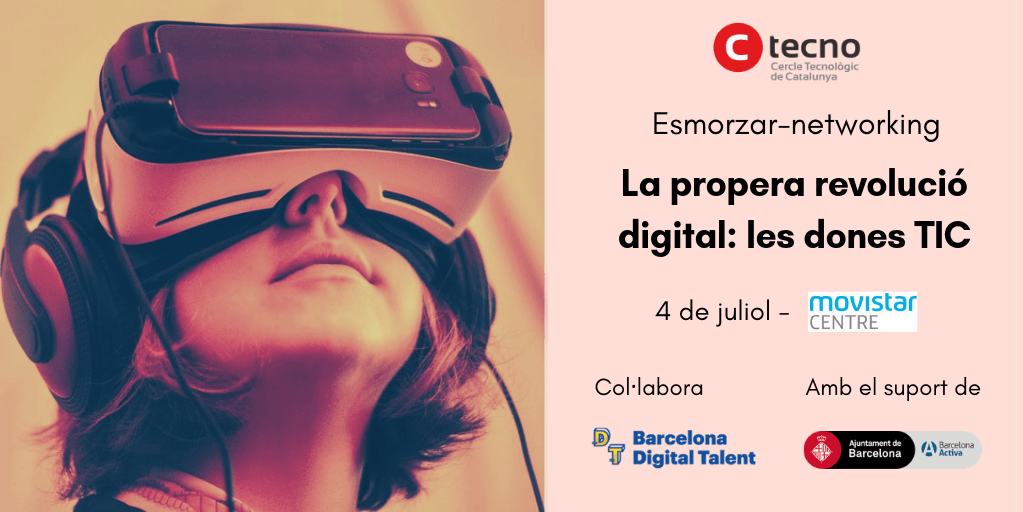 C tecno
Cercle Tecnològic
de Catalunya
Esmorzar-networking
La propera revolució
digital: les dones TIC
4 de juliol -
movistar
CENTRE
Col·labora
Amb el suport de
DT
Barcelona
Digital Talent
Ajuntament de
Barcelona
Barcelona
Activa